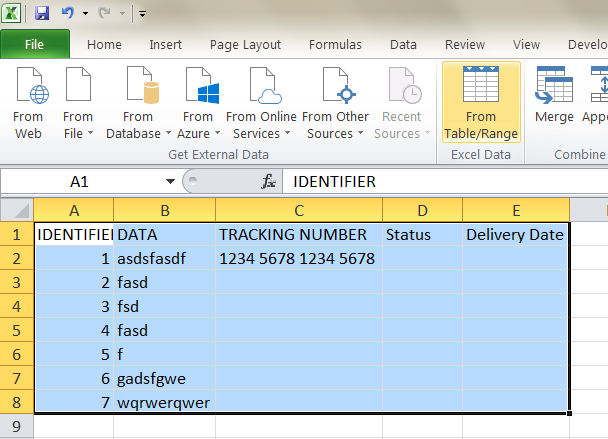 File Home Insert Page Layout Formulas Data Review View Develo
From Web From File From Database From Azure From Online Services From Other Sources Recent Sources From Table/Range Merge Appe
Get External Data Excel Data Combine
A1 fx IDENTIFIER
A B C D E
1 IDENTIFIE DATA TRACKING NUMBER Status Delivery Date
2 1 asdsfasdf 1234 5678 1234 5678
3 2 fasd
4 3 fsd
5 4 fasd
6 5 f
7 6 gadsfgwe
8 7 wqrwerqwer
9